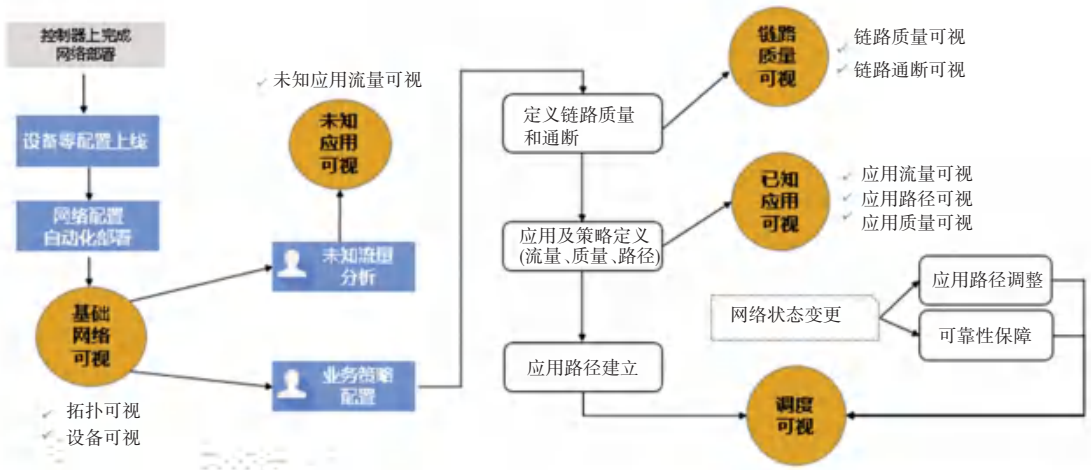 控制器上完成
网络部署
设备零配置上线
网络配置
自动化部署
基础
网络
可视
拓扑可视
设备可视
未知应用流量可视
未知
应用
可视
未知流量
分析
业务策略
配置
定义链路质量
和通断
应用及策略定义
(流量、质量、路径)
应用路径建立
链路
质量
可视
链路质量可视
链路通断可视
已知
应用
可视
应用流量可视
应用路径可视
应用质量可视
网络状态变更
应用路径调整
可靠性保障
调度
可视